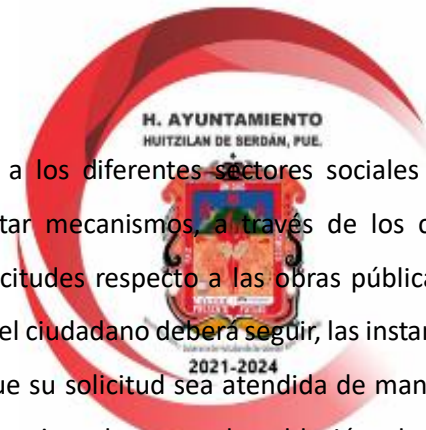 H. AYUNTAMIENTO
HUITZILAN DE SERDÁN, PUE.
a los diferentes sectores sociales
tar mecanismos, a través de los
citudes respecto a las obras pública
el ciudadano deberá seguir, las instan
ue su solicitud sea atendida de man
2021-2024